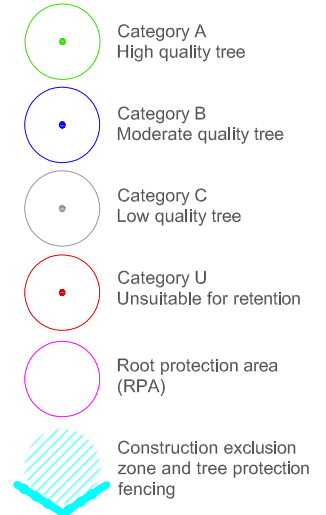 Category A
High quality tree
Category B
Moderate quality tree
Category C
Low quality tree
Category U
Unsuitable for retention
Root protection area
(RPA)
Construction exclusion
zone and tree protection
fencing